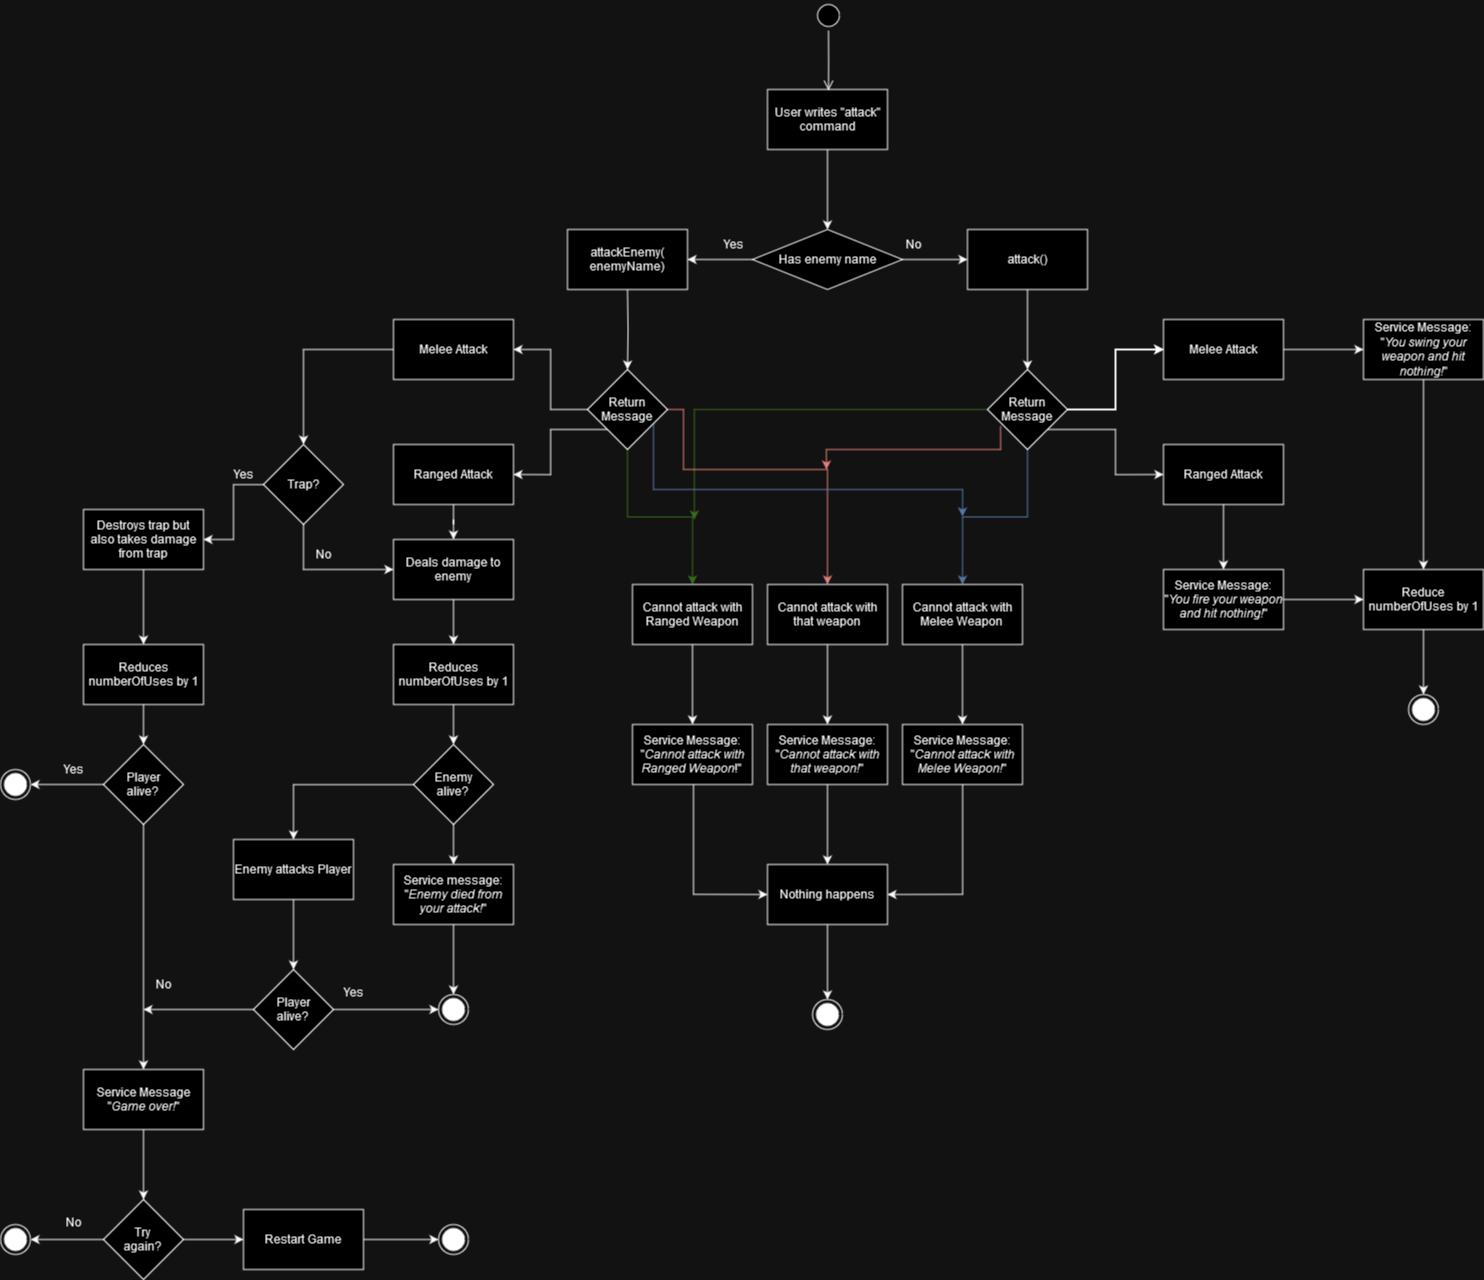 User writes "attack"
command
Yes
Has enemy name
No
attackEnemy(
enemyName)
attack()
Melee Attack
Return
Message
Return
Message
Melee Attack
Service Message:
"You swing your
weapon and hit
nothing!"
Yes
Trap?
Ranged Attack
Ranged Attack
Destroys trap but
also takes damage
from trap
No
Deals damage to
enemy
Cannot attack with
Ranged Weapon
Cannot attack with
that weapon
Cannot attack with
Melee Weapon
Service Message:
"You fire your weapon
and hit nothing!"
Reduce
numberOfUses by 1
Reduces
numberOfUses by 1
Reduces
numberOfUses by 1
Yes
Player
alive?
Enemy
alive?
Service Message:
"Cannot attack with
Ranged Weapon!"
Service Message:
"Cannot attack with
that weapon!"
Service Message:
"Cannot attack with
Melee Weapon!"
Enemy attacks Player
Service message:
"Enemy died from
your attack!"
Nothing happens
No
Player
alive?
Yes
Service Message
"Game over!"
No
Try
again?
Restart Game